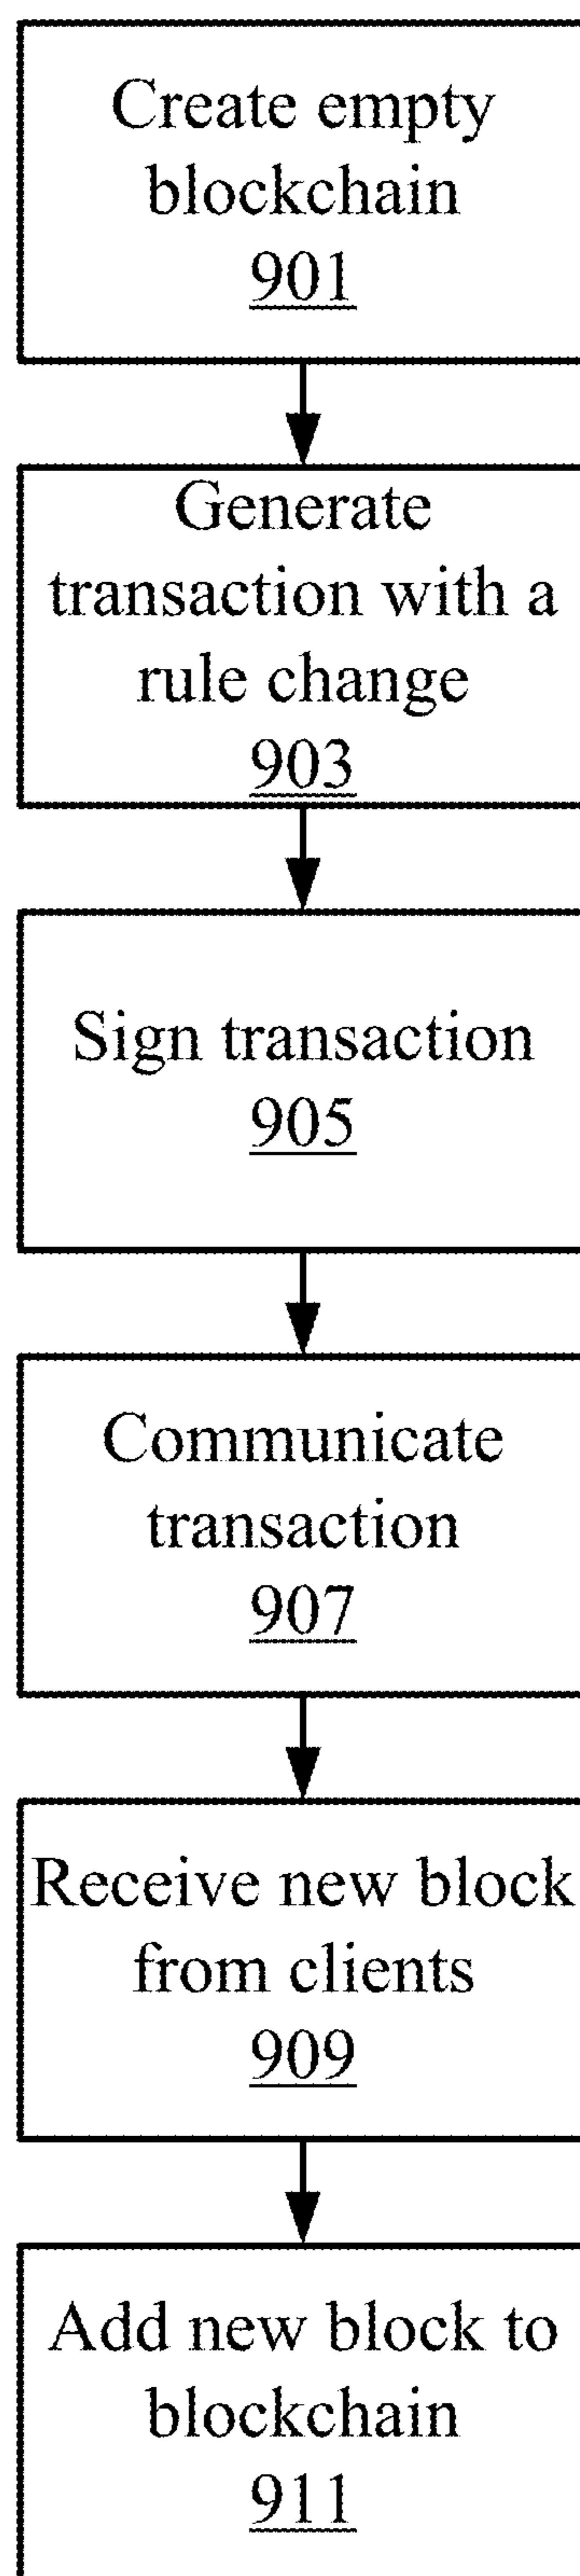 Create empty
blockchain
901
Generate
transaction with a
rule change
903
Sign transaction
905
Communicate
transaction
907
Receive new block
from clients
909
Add new block to
blockchain
911